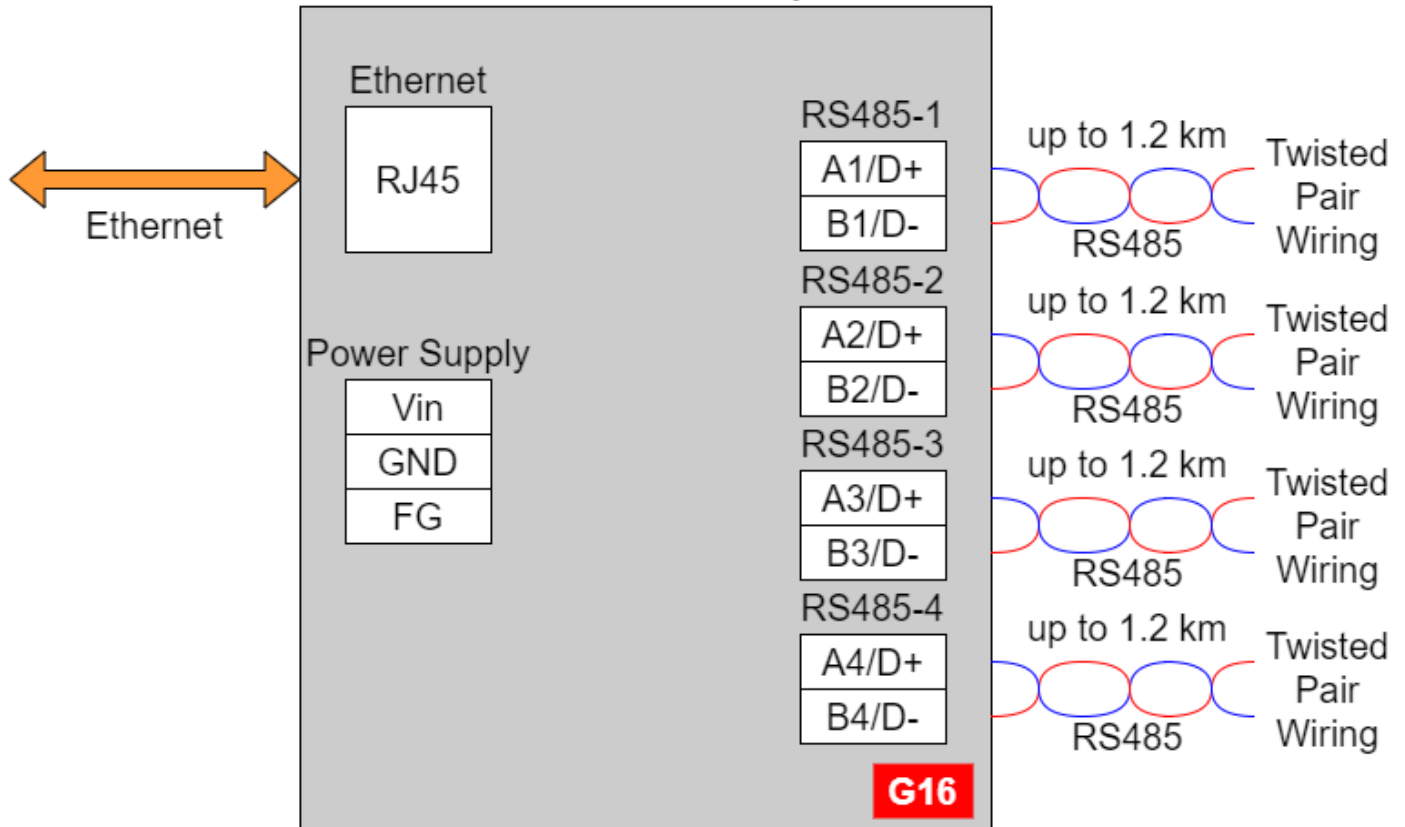 Ethernet
RJ45
Ethernet
Power Supply
Vin
GND
FG
RS485-1
A1/D+
B1/D-
up to 1.2 km
RS485
Twisted
Pair
Wiring
RS485-2
A2/D+
B2/D-
up to 1.2 km
RS485
Twisted
Pair
Wiring
RS485-3
A3/D+
B3/D-
up to 1.2 km
RS485
Twisted
Pair
Wiring
RS485-4
A4/D+
B4/D-
up to 1.2 km
RS485
Twisted
Pair
Wiring
G16